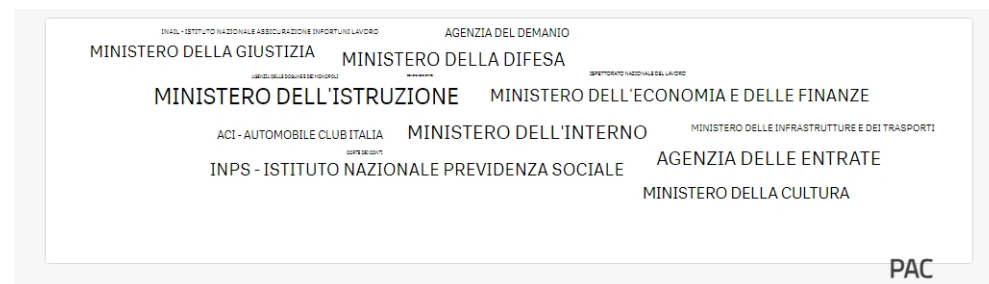 INAIL - ISTITUTO NAZIONALE ASSICURAZIONE INFORTUNI LAVORO
AGENZIA DEL DEMANIO
MINISTERO DELLA GIUSTIZIA
MINISTERO DELLA DIFESA
AGENZIA DELLE DOGANE E DEI MONOPOLI
ISPETTORATO NAZIONALE DEL LAVORO
MINISTERO DELL'ISTRUZIONE
MINISTERO DELL'ECONOMIA E DELLE FINANZE
ACI - AUTOMOBILE CLUB ITALIA
MINISTERO DELL'INTERNO
MINISTERO DELLE INFRASTRUTTURE E DEI TRASPORTI
CORTE DEI CONTI
INPS - ISTITUTO NAZIONALE PREVIDENZA SOCIALE
AGENZIA DELLE ENTRATE
MINISTERO DELLA CULTURA
PAC